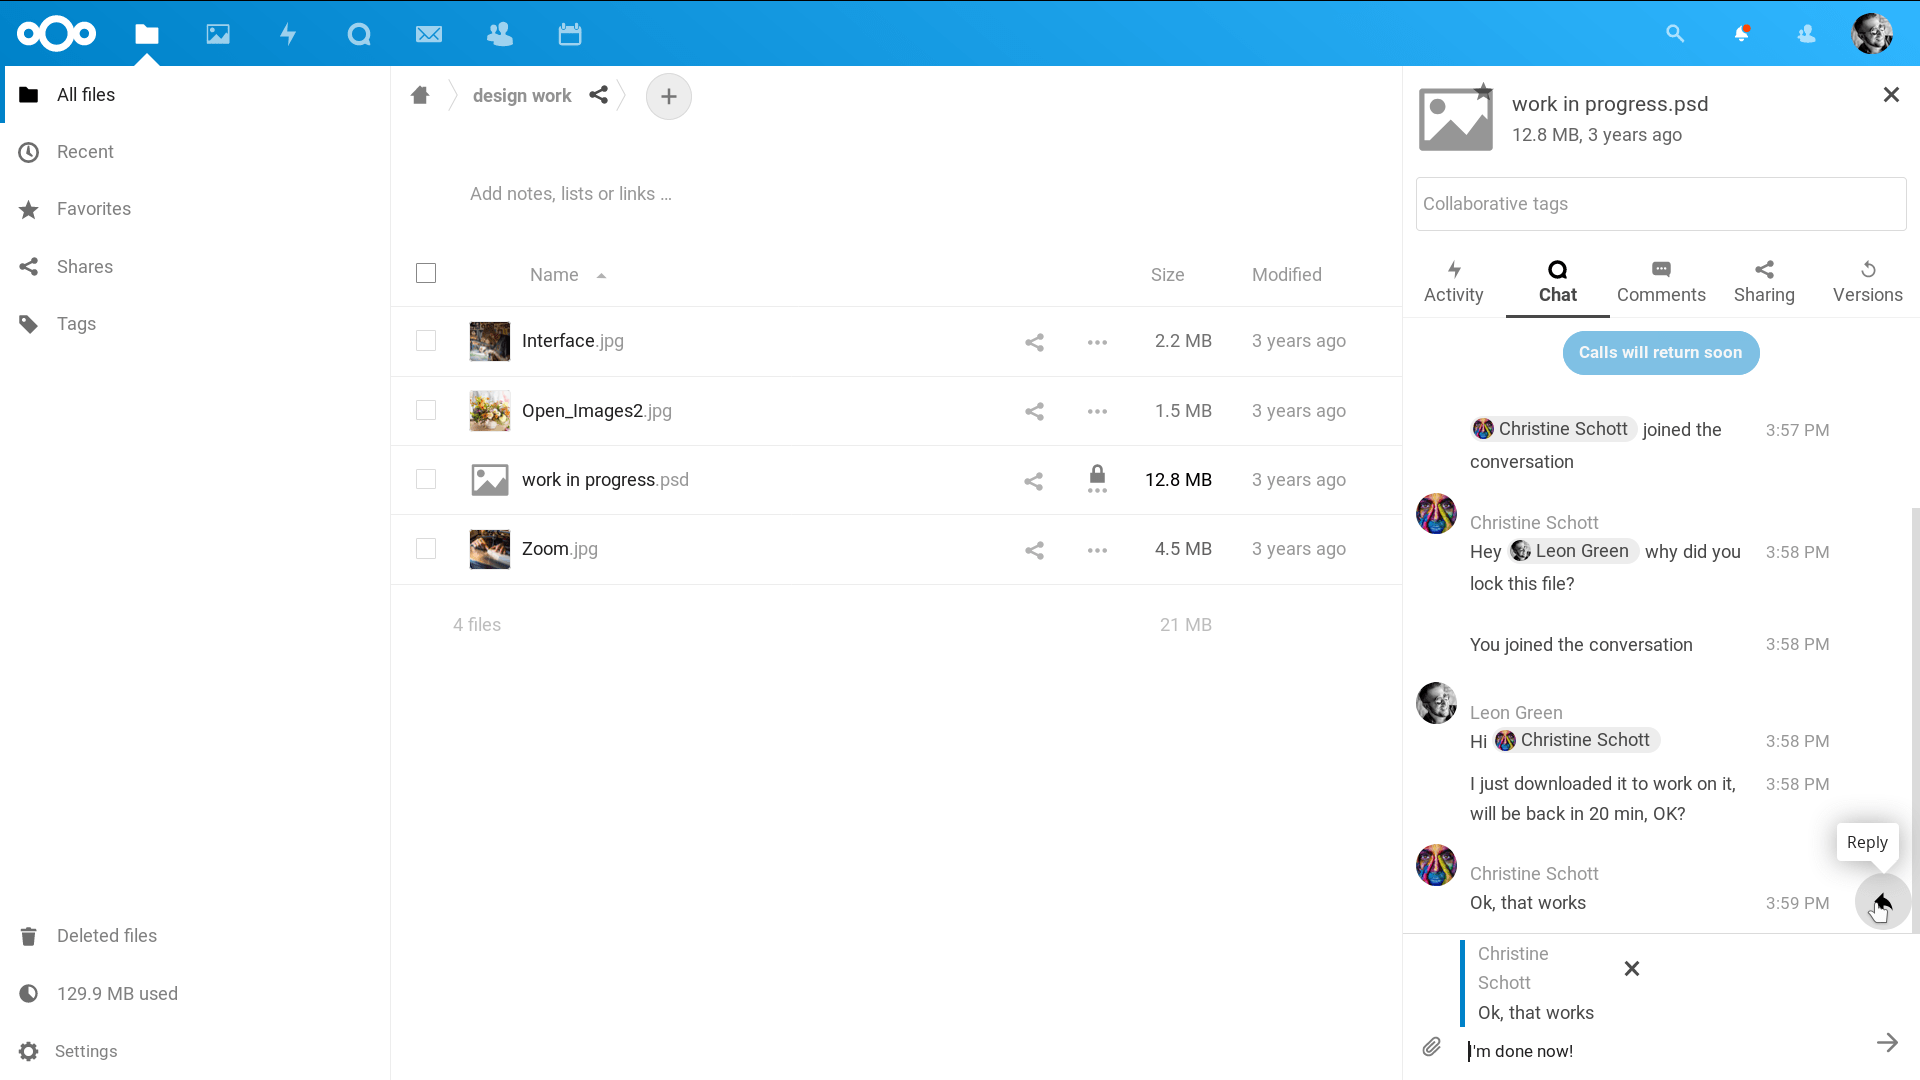 All files
Recent
Favorites
Shares
Tags
Deleted files
129.9 MB used
Settings
design work
Add notes, lists or links ...
Name Size Modified
Interface.jpg 2.2 MB 3 years ago
Open_Images2.jpg 1.5 MB 3 years ago
work in progress.psd 12.8 MB 3 years ago
Zoom.jpg 4.5 MB 3 years ago
4 files 21 MB
work in progress.psd
12.8 MB, 3 years ago
Collaborative tags
Activity Chat Comments Sharing Versions
Calls will return soon
Christine Schott joined the 3:57 PM
conversation
Christine Schott
Hey Leon Green why did you 3:58 PM
lock this file?
You joined the conversation 3:58 PM
Leon Green
Hi Christine Schott 3:58 PM
I just downloaded it to work on it, 3:58 PM
will be back in 20 min, OK?
Reply
Christine Schott
Ok, that works 3:59 PM
Christine
Schott
Ok, that works
I'm done now!